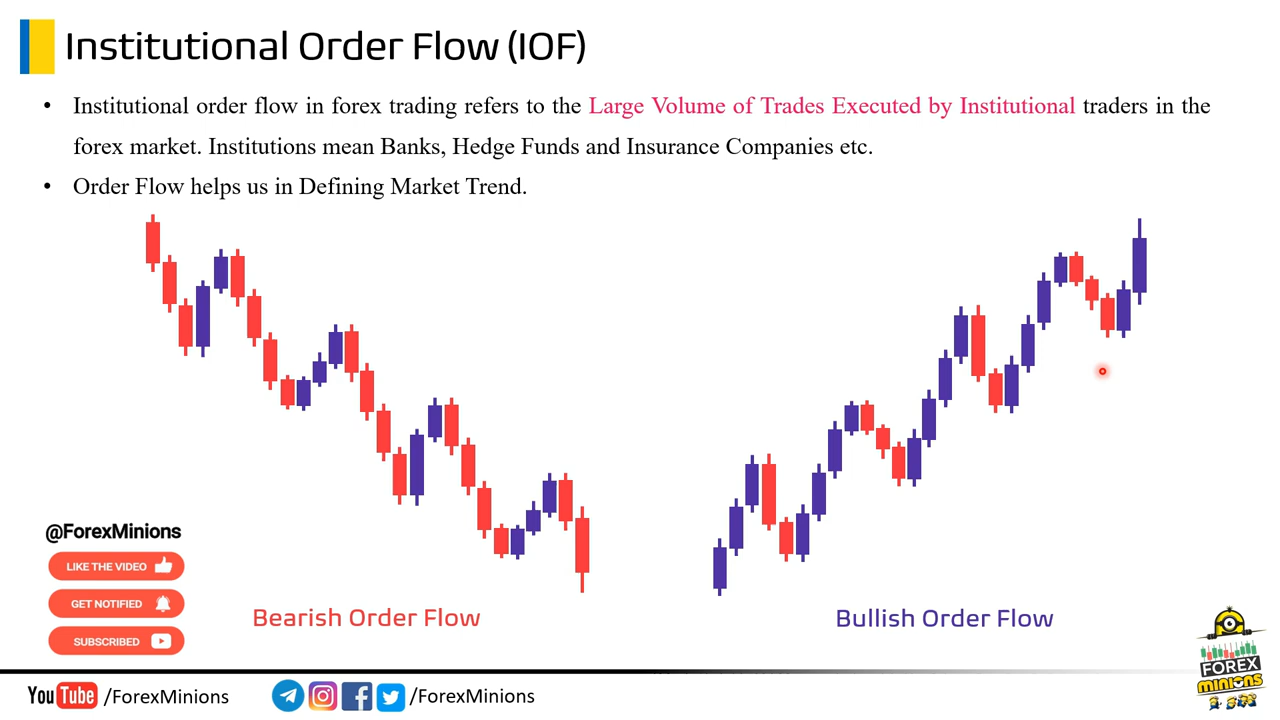 Institutional Order Flow (IOF)
• Institutional order flow in forex trading refers to the Large Volume of Trades Executed by Institutional traders in the
forex market. Institutions mean Banks, Hedge Funds and Insurance Companies etc.
• Order Flow helps us in Defining Market Trend.
@ForexMinions
LIKE THE VIDEO
GET NOTIFIED
SUBSCRIBED
Bearish Order Flow
Bullish Order Flow
FOREX
MINIONS
YouTube /ForexMinions
/ForexMinions